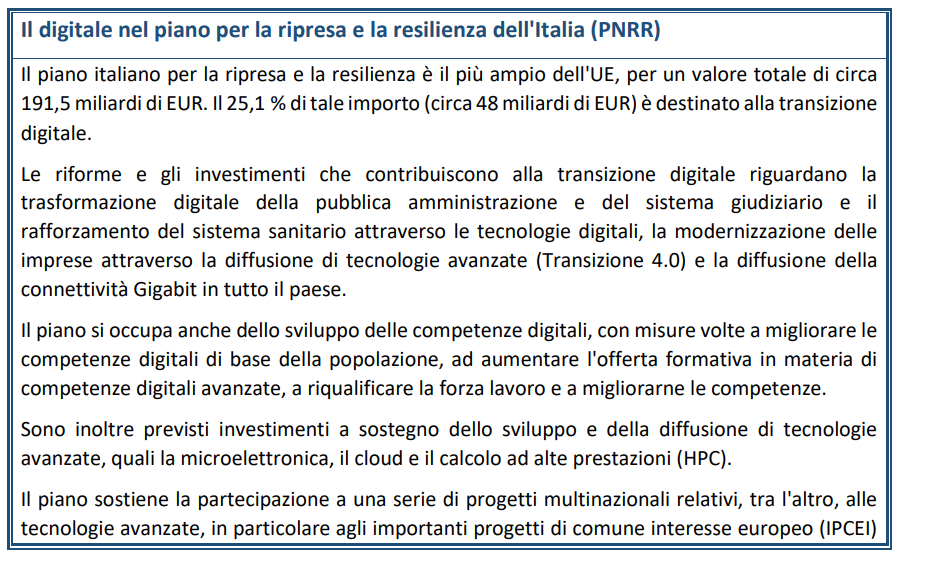 Il digitale nel piano per la ripresa e la resilienza dell'Italia (PNRR)
Il piano italiano per la ripresa e la resilienza è il più ampio dell'UE, per un valore totale di circa
191,5 miliardi di EUR. Il 25,1 % di tale importo (circa 48 miliardi di EUR) è destinato alla transizione
digitale.
Le riforme e gli investimenti che contribuiscono alla transizione digitale riguardano la
trasformazione digitale della pubblica amministrazione e del sistema giudiziario e il
rafforzamento del sistema sanitario attraverso le tecnologie digitali, la modernizzazione delle
imprese attraverso la diffusione di tecnologie avanzate (Transizione 4.0) e la diffusione della
connettività Gigabit in tutto il paese.
Il piano si occupa anche dello sviluppo delle competenze digitali, con misure volte a migliorare le
competenze digitali di base della popolazione, ad aumentare l'offerta formativa in materia di
competenze digitali avanzate, a riqualificare la forza lavoro e a migliorarne le competenze.
Sono inoltre previsti investimenti a sostegno dello sviluppo e della diffusione di tecnologie
avanzate, quali la microelettronica, il cloud e il calcolo ad alte prestazioni (HPC).
Il piano sostiene la partecipazione a una serie di progetti multinazionali relativi, tra l'altro, alle
tecnologie avanzate, in particolare agli importanti progetti di comune interesse europeo (IPCEI)